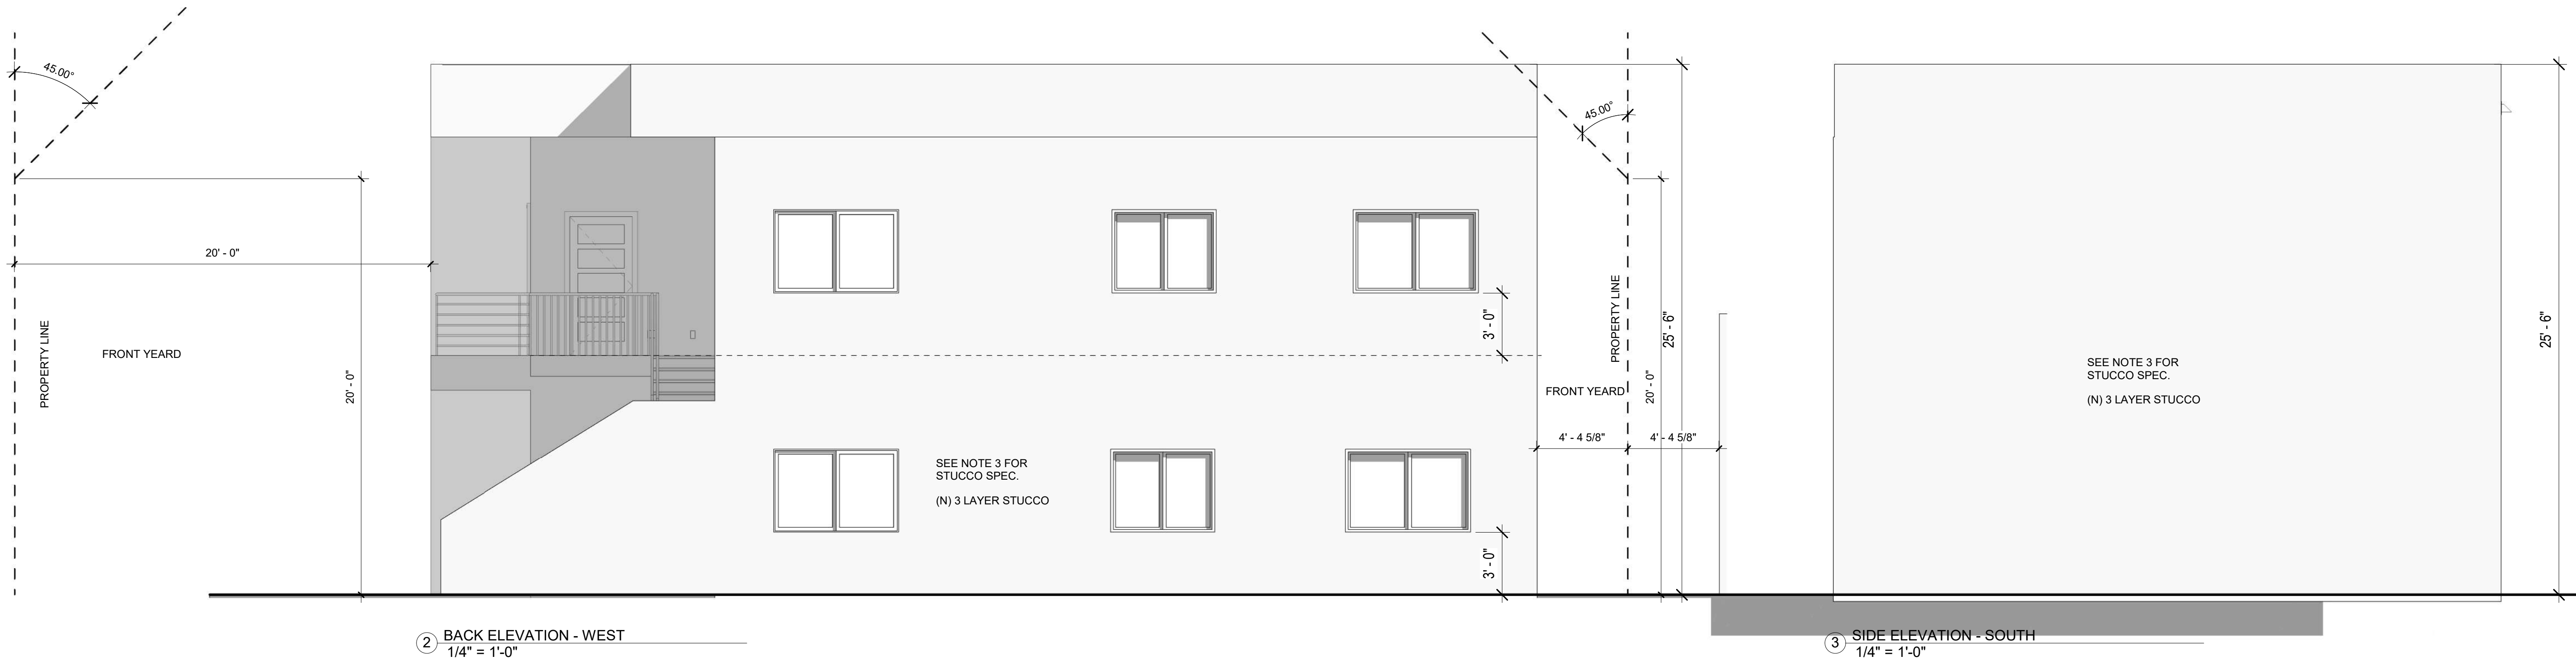 45.00°
20' - 0"
PROPERTY LINE
FRONT YEARD
20' - 0"
SEE NOTE 3 FOR
STUCCO SPEC.
(N) 3 LAYER STUCCO
3' - 0"
3' - 0"
45.00°
PROPERTY LINE
FRONT YEARD
4' - 4 5/8"
4' - 4 5/8"
20' - 0"
25' - 6"
SEE NOTE 3 FOR
STUCCO SPEC.
(N) 3 LAYER STUCCO
25' - 6"
2 BACK ELEVATION - WEST
1/4" = 1'-0"
3 SIDE ELEVATION - SOUTH
1/4" = 1'-0"